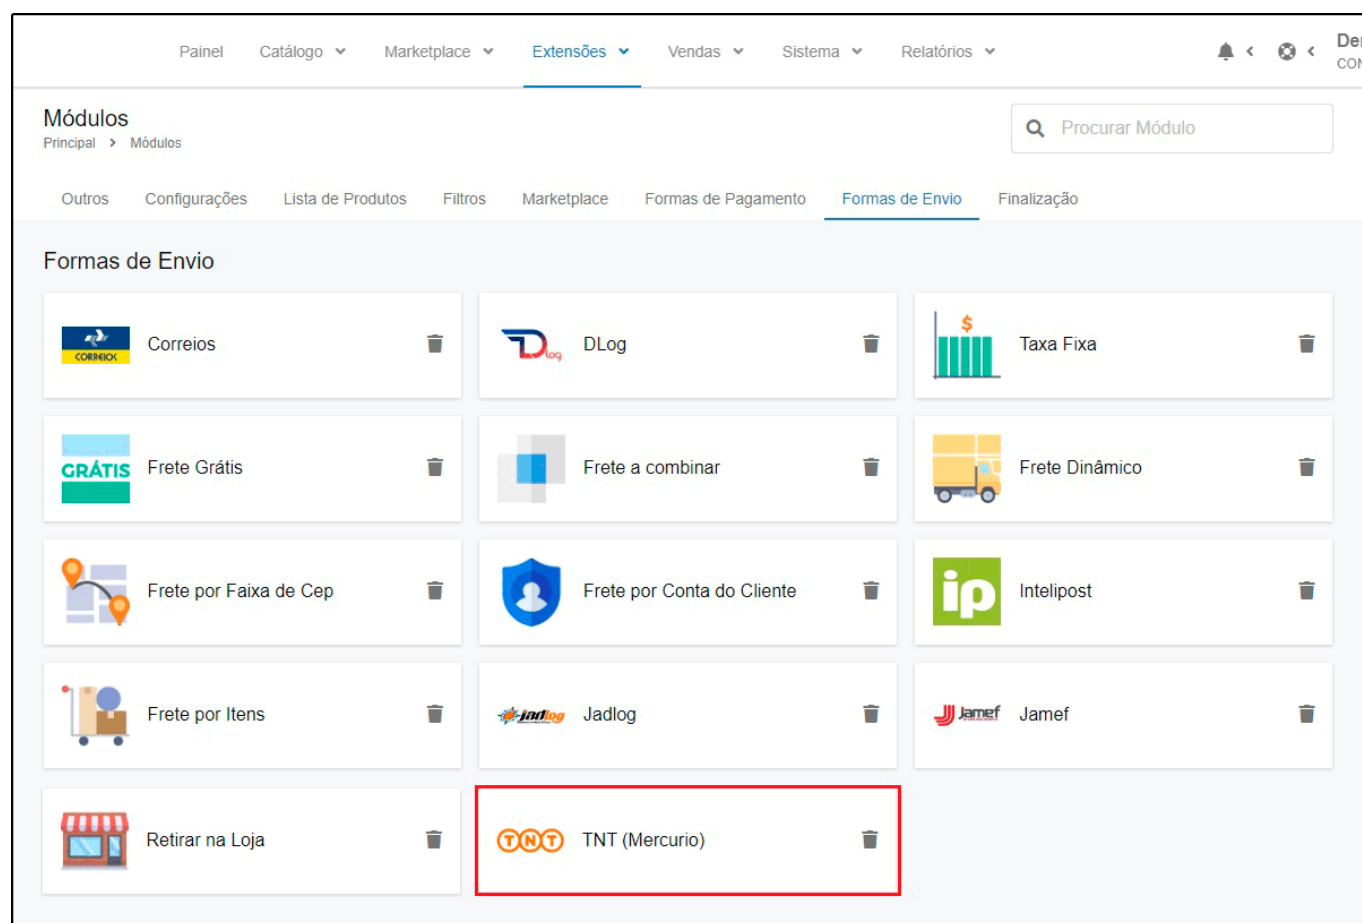 Painel Catálogo Marketplace Extensões Vendas Sistema Relatórios
Módulos
Principal > Módulos
Procurar Módulo
Outros Configurações Lista de Produtos Filtros Marketplace Formas de Pagamento Formas de Envio Finalização
Formas de Envio
CORREIOS Correios
DLog DLog
$ Taxa Fixa
GRÁTIS Frete Grátis
Frete a combinar
Frete Dinâmico
Frete por Faixa de Cep
Frete por Conta do Cliente
ip Intelipost
Frete por Itens
jadlog Jadlog
Jamef Jamef
Retirar na Loja
TNT TNT (Mercurio)